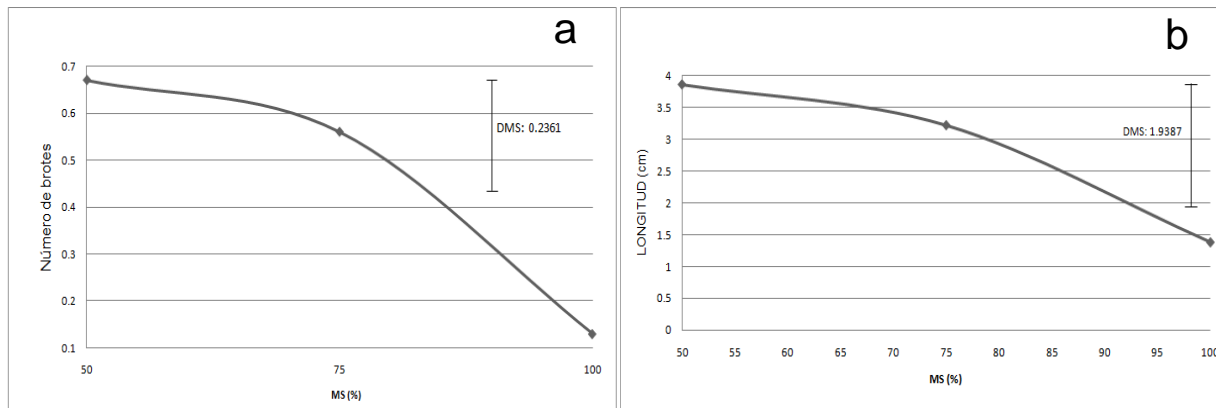 a
0.7
0.6
0.5
0.4
0.3
0.2
0.1
Número de brotes
DMS: 0.2361
50 75 100
MS (%)
b
4
3.5
3
2.5
2
1.5
1
0.5
0
LONGITUD (cm)
DMS: 1.9387
50 55 60 65 70 75 80 85 90 95 100
MS (%)